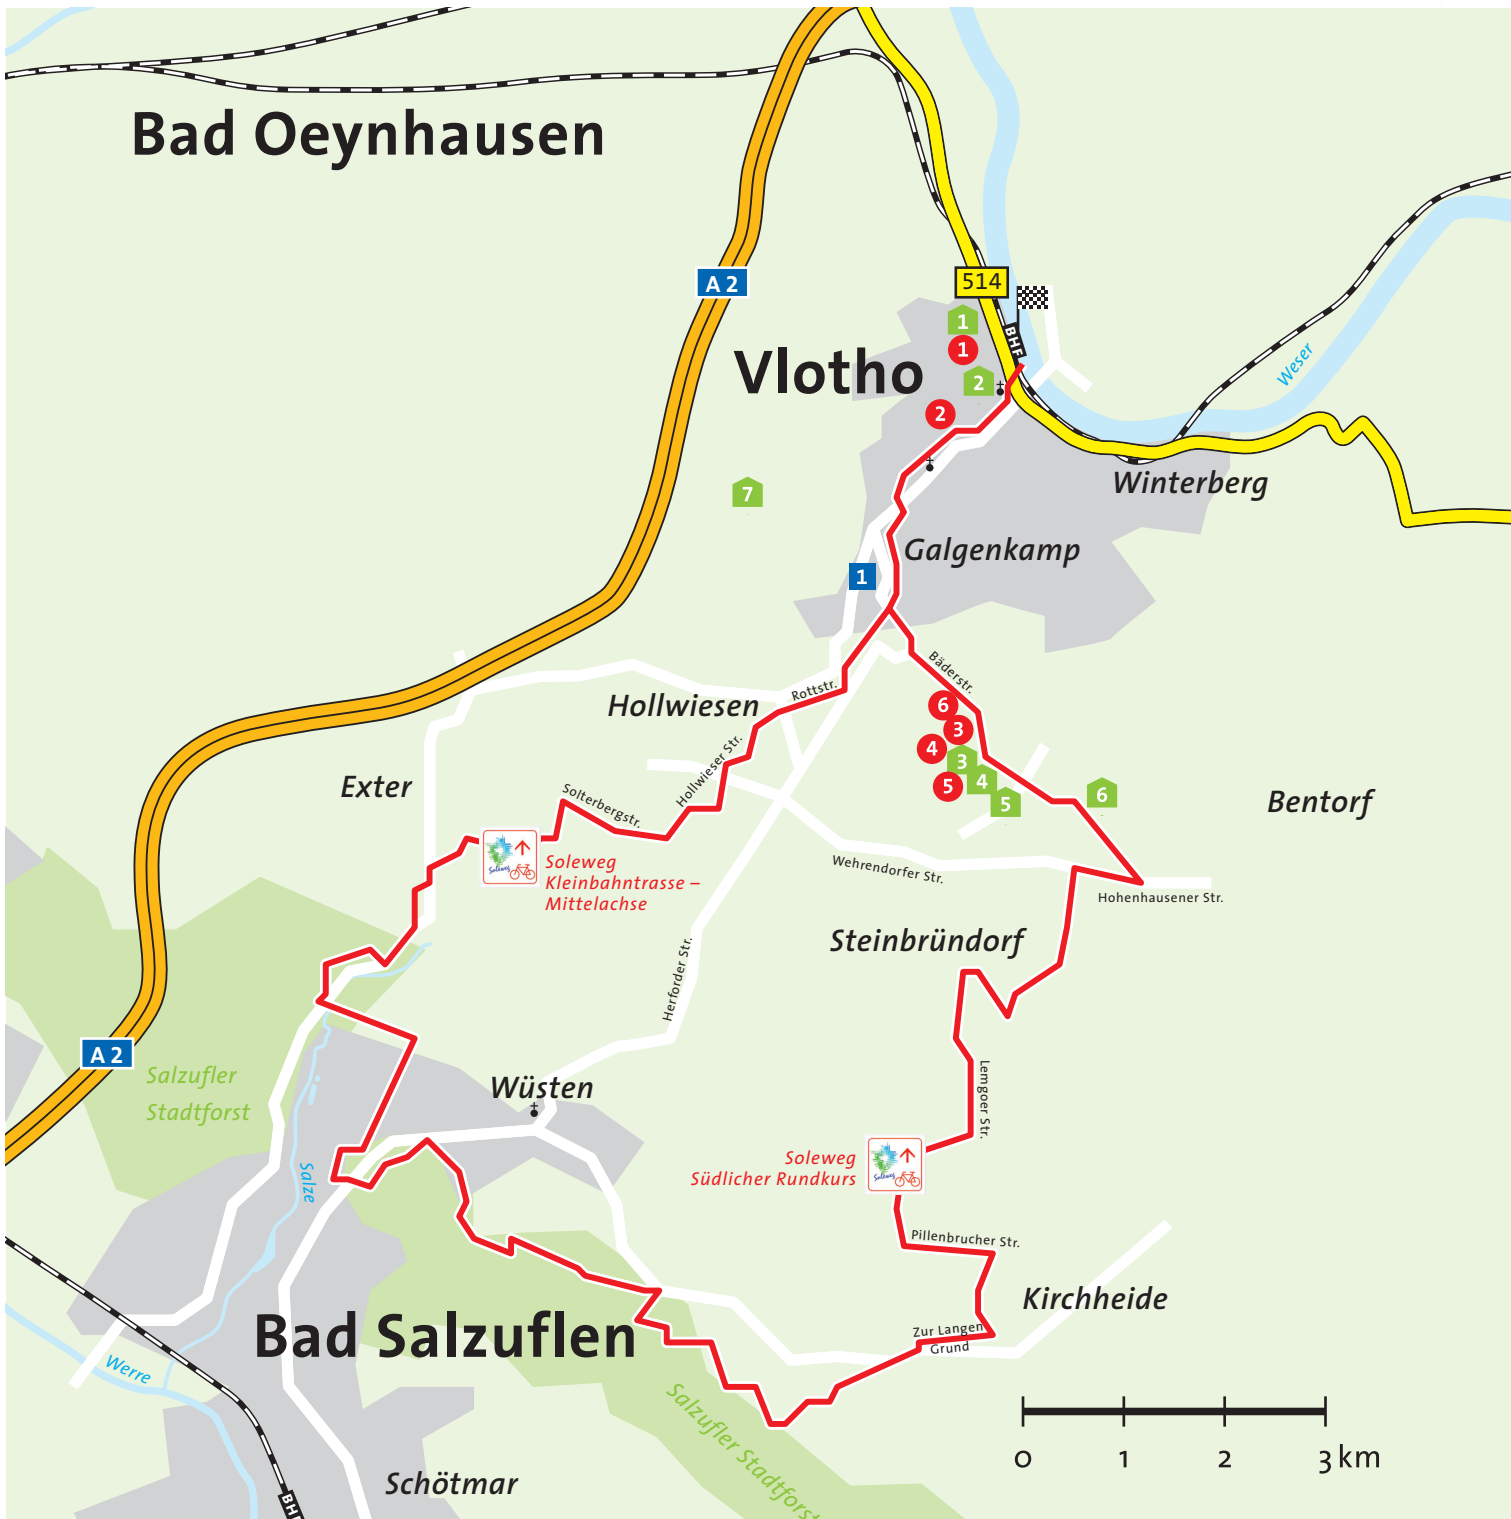 Bad Oeynhausen
A 2
514
1
BHF
1
Vlotho
2
2
Weser
7
Winterberg
Galgenkamp
1
Bäderstr.
Rottstr.
Hollwiesen
6
3
Hollwieser Str.
4
3
Exter
4
5
5
6
Bentorf
Solterbergstr.
Soleweg
Soleweg
Kleinbahntrasse –
Mittelachse
Wehrendorfer Str.
Hohenhausener Str.
Steinbründorf
Herforder Str.
A 2
Salzufler
Stadtforst
Wüsten
Lemgoer Str.
Salze
Soleweg
Südlicher Rundkurs
Soleweg
Pillenbrucher Str.
Kirchheide
Bad Salzuflen
Zur Langen
Grund
Werre
Salzufler Stadtforst
Schötmar
0 1 2 3 km
BH